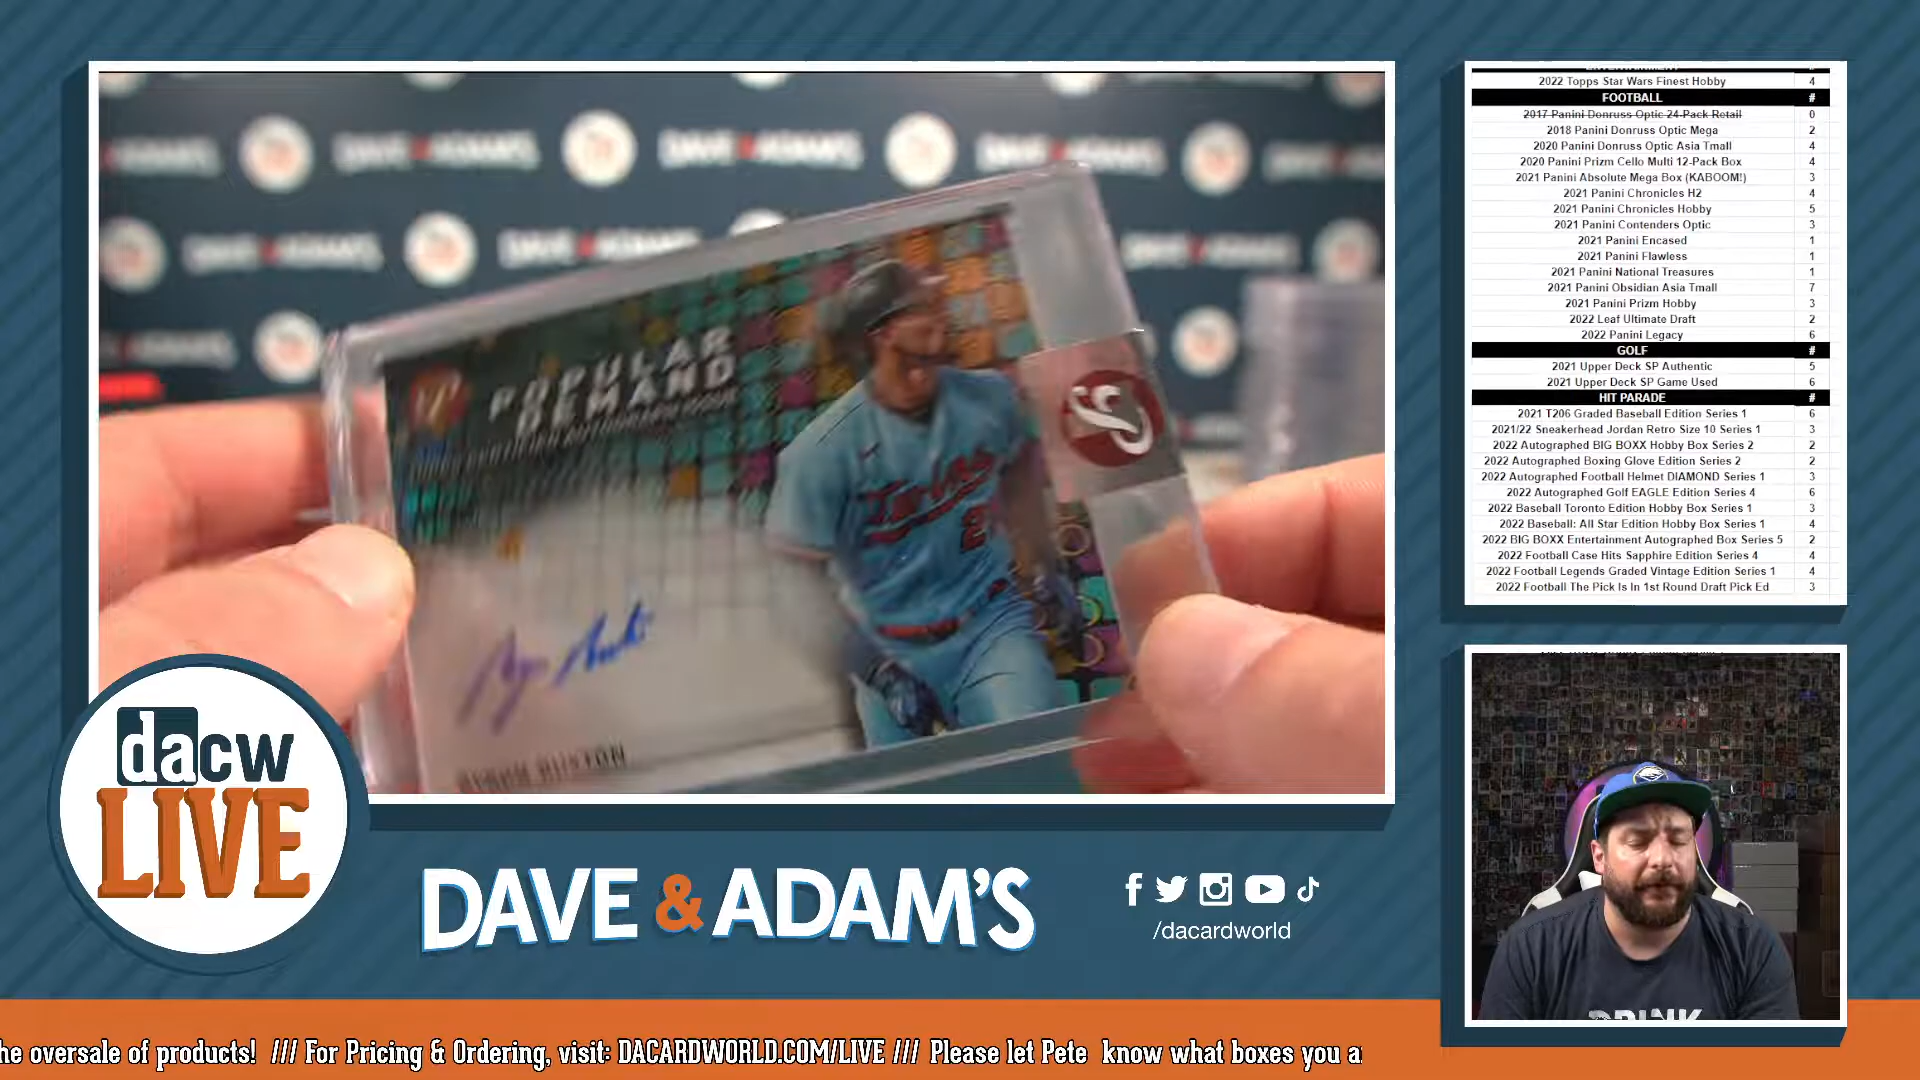 DAVE & ADAM'S
POPULAR
DEMAND
Twins
BYRON BUXTON
dacw
LIVE
DAVE & ADAM'S
/dacardworld
he oversale of products! /// For Pricing & Ordering, visit: DACARDWORLD.COM/LIVE /// Please let Pete know what boxes you a
2022 Topps Star Wars Finest Hobby 4
FOOTBALL #
2017 Panini Donruss Optic 24-Pack Retail 0
2018 Panini Donruss Optic Mega 2
2020 Panini Donruss Optic Asia Tmall 4
2020 Panini Prizm Cello Multi 12-Pack Box 4
2021 Panini Absolute Mega Box (KABOOM!) 3
2021 Panini Chronicles H2 4
2021 Panini Chronicles Hobby 5
2021 Panini Contenders Optic 3
2021 Panini Encased 1
2021 Panini Flawless 1
2021 Panini National Treasures 1
2021 Panini Obsidian Asia Tmall 7
2021 Panini Prizm Hobby 3
2022 Leaf Ultimate Draft 2
2022 Panini Legacy 6
GOLF #
2021 Upper Deck SP Authentic 5
2021 Upper Deck SP Game Used 6
HIT PARADE #
2021 T206 Graded Baseball Edition Series 1 6
2021/22 Sneakerhead Jordan Retro Size 10 Series 1 3
2022 Autographed BIG BOXX Hobby Box Series 2 2
2022 Autographed Boxing Glove Edition Series 2 2
2022 Autographed Football Helmet DIAMOND Series 1 3
2022 Autographed Golf EAGLE Edition Series 4 6
2022 Baseball Toronto Edition Hobby Box Series 1 3
2022 Baseball: All Star Edition Hobby Box Series 1 4
2022 BIG BOXX Entertainment Autographed Box Series 5 2
2022 Football Case Hits Sapphire Edition Series 4 4
2022 Football Legends Graded Vintage Edition Series 1 4
2022 Football The Pick Is In 1st Round Draft Pick Ed 3
DRINK